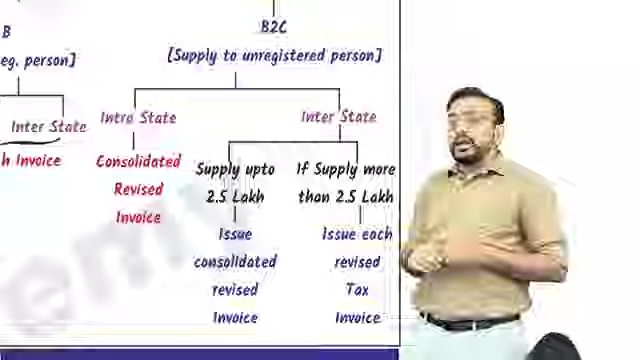 B
B2C
eg. person]
[Supply to unregistered person]
Inter State
Intra State
Inter State
h Invoice
Consolidated
Revised
Invoice
Supply upto
2.5 Lakh
If Supply more
than 2.5 Lakh
Issue
consolidated
revised
Invoice
Issue each
revised
Tax
Invoice